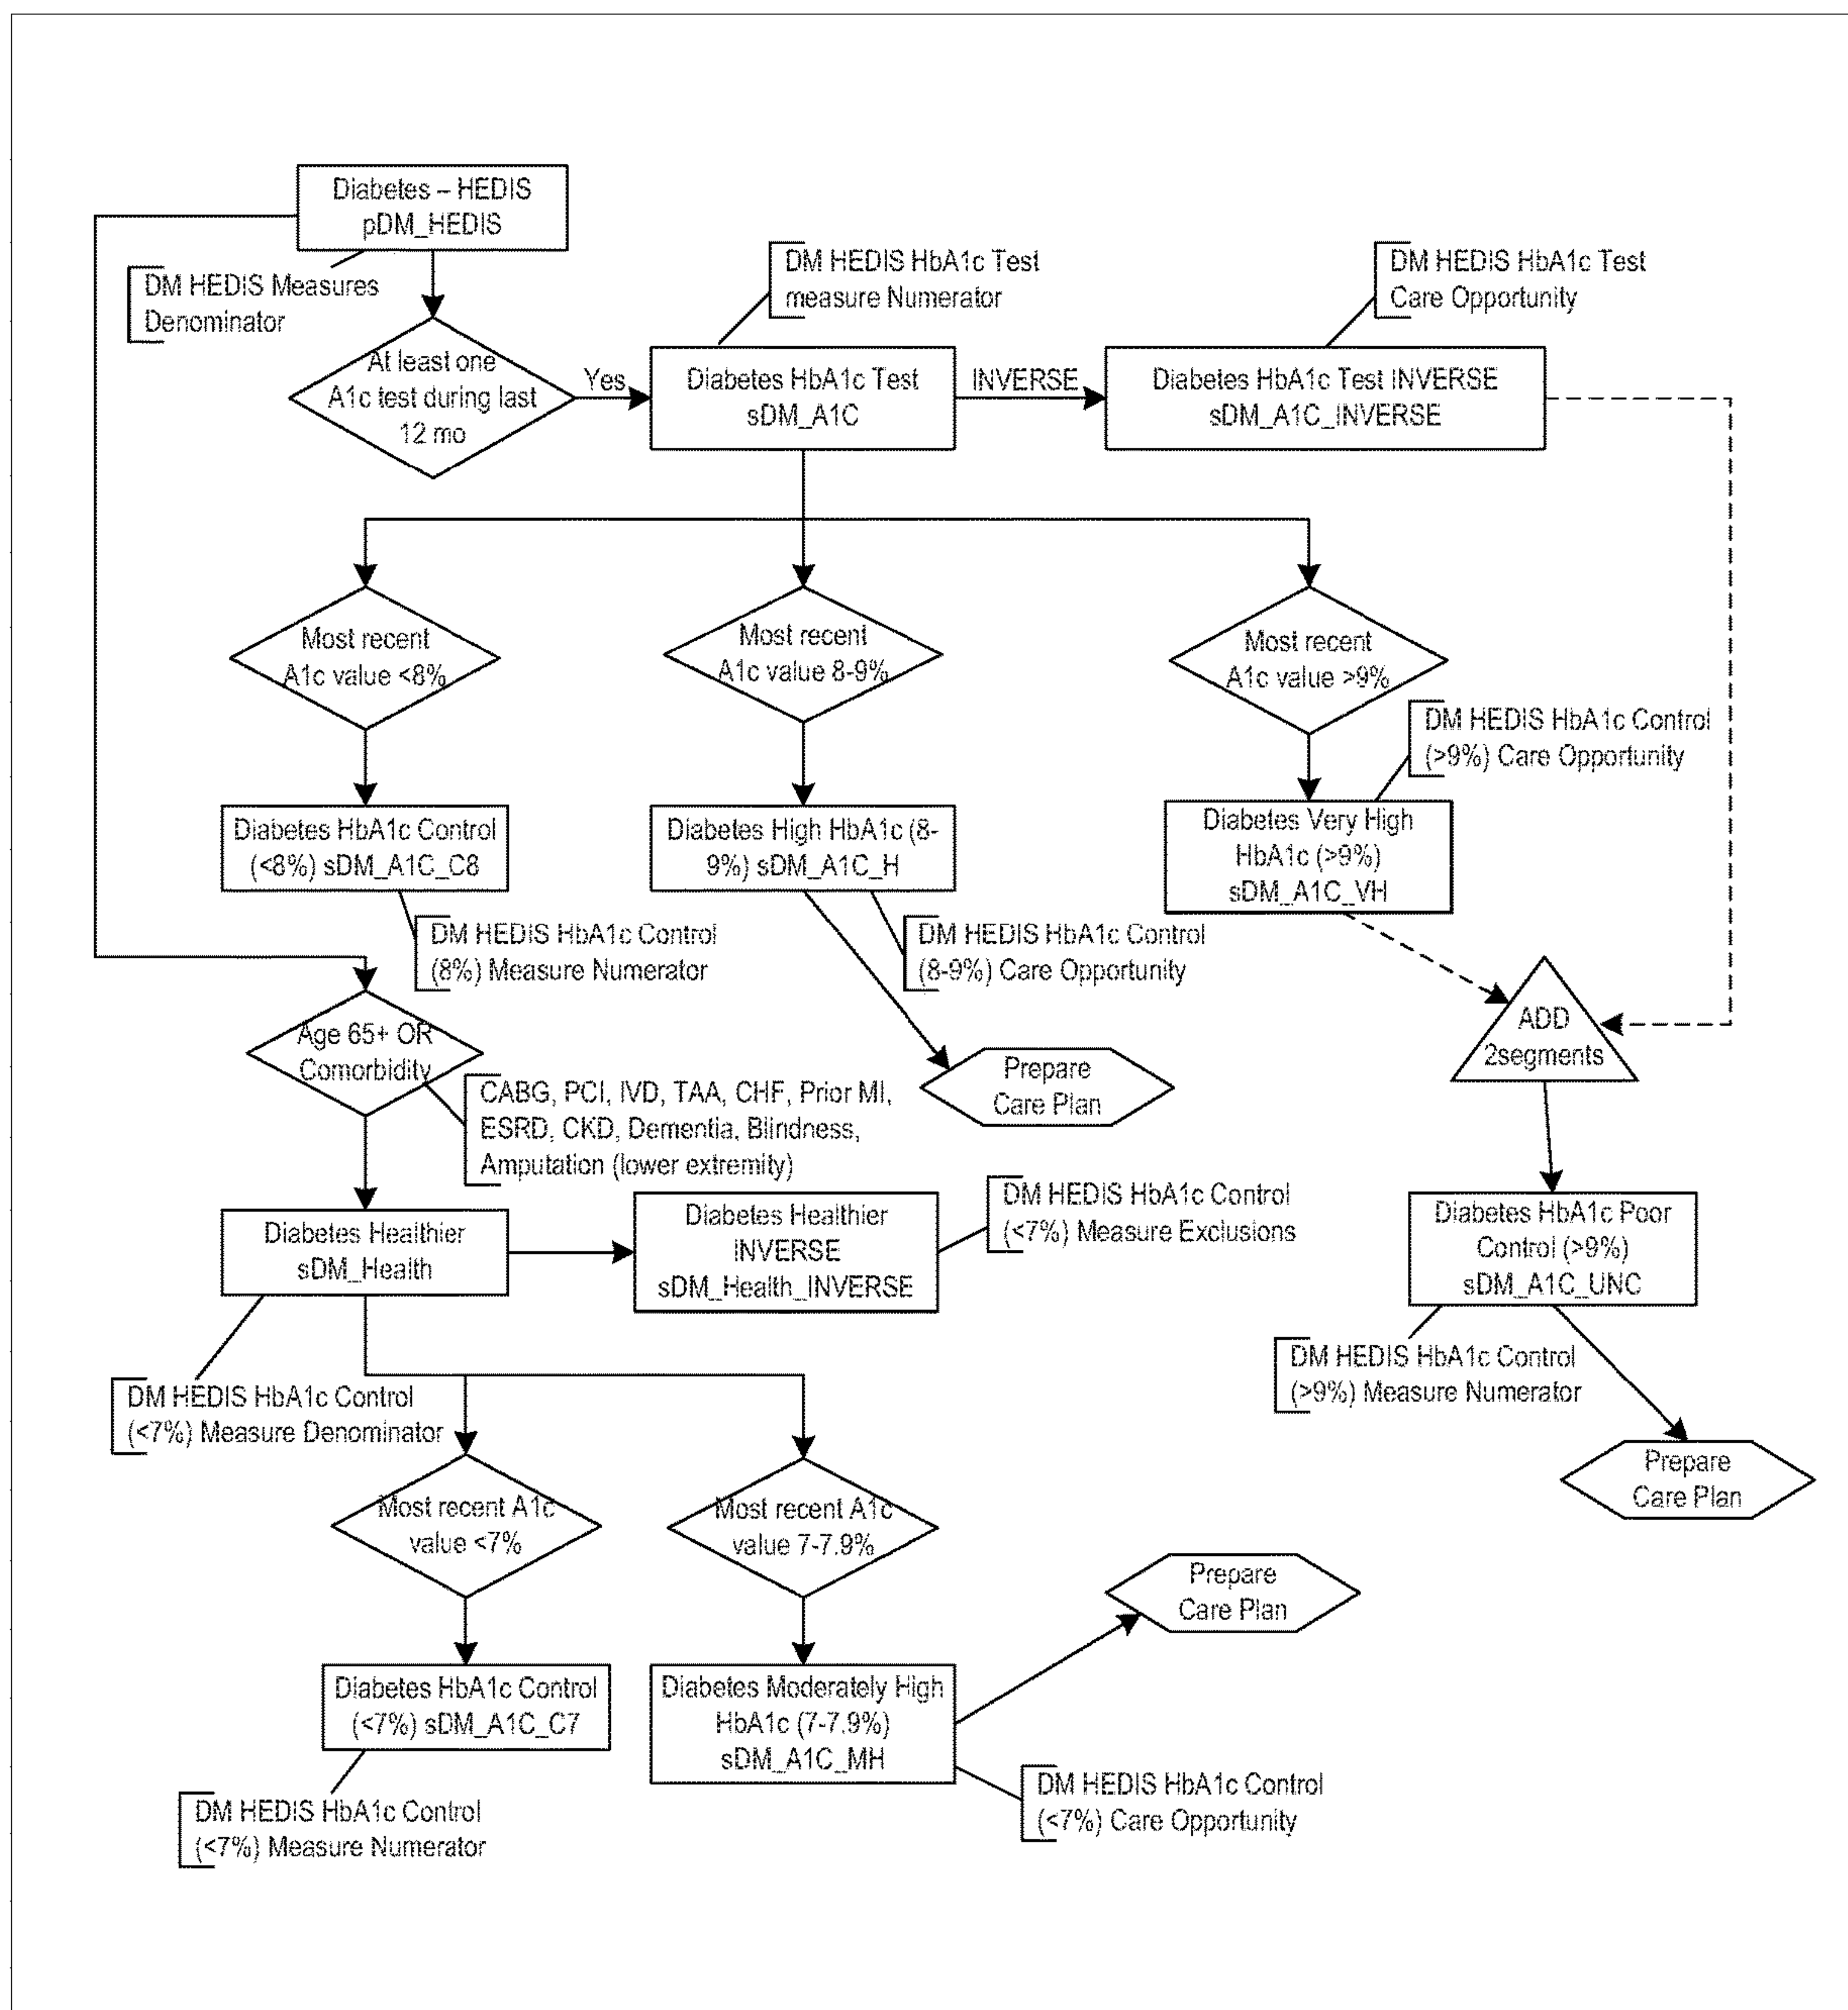 Diabetes – HEDIS
pDM_HEDIS
DM HEDIS Measures
Denominator
At least one
A1c test during last
12 mo
Yes
DM HEDIS HbA1c Test
measure Numerator
Diabetes HbA1c Test
sDM_A1C
INVERSE
DM HEDIS HbA1c Test
Care Opportunity
Diabetes HbA1c Test INVERSE
sDM_A1C_INVERSE
Most recent
A1c value <8%
Most recent
A1c value 8-9%
Most recent
A1c value >9%
DM HEDIS HbA1c Control
(>9%) Care Opportunity
Diabetes HbA1c Control
(<8%) sDM_A1C_C8
Diabetes High HbA1c (8-
9%) sDM_A1C_H
Diabetes Very High
HbA1c (>9%)
sDM_A1C_VH
DM HEDIS HbA1c Control
(8%) Measure Numerator
DM HEDIS HbA1c Control
(8-9%) Care Opportunity
ADD
2segments
Age 65+ OR
Comorbidity
CABG, PCI, IVD, TAA, CHF, Prior MI,
ESRD, CKD, Dementia, Blindness,
Amputation (lower extremity)
Prepare
Care Plan
Diabetes Healthier
sDM_Health
Diabetes Healthier
INVERSE
sDM_Health_INVERSE
DM HEDIS HbA1c Control
(<7%) Measure Exclusions
Diabetes HbA1c Poor
Control (>9%)
sDM_A1C_UNC
DM HEDIS HbA1c Control
(>9%) Measure Numerator
DM HEDIS HbA1c Control
(<7%) Measure Denominator
Prepare
Care Plan
Most recent A1c
value <7%
Most recent A1c
value 7-7.9%
Prepare
Care Plan
Diabetes HbA1c Control
(<7%) sDM_A1C_C7
Diabetes Moderately High
HbA1c (7-7.9%)
sDM_A1C_MH
DM HEDIS HbA1c Control
(<7%) Measure Numerator
DM HEDIS HbA1c Control
(<7%) Care Opportunity